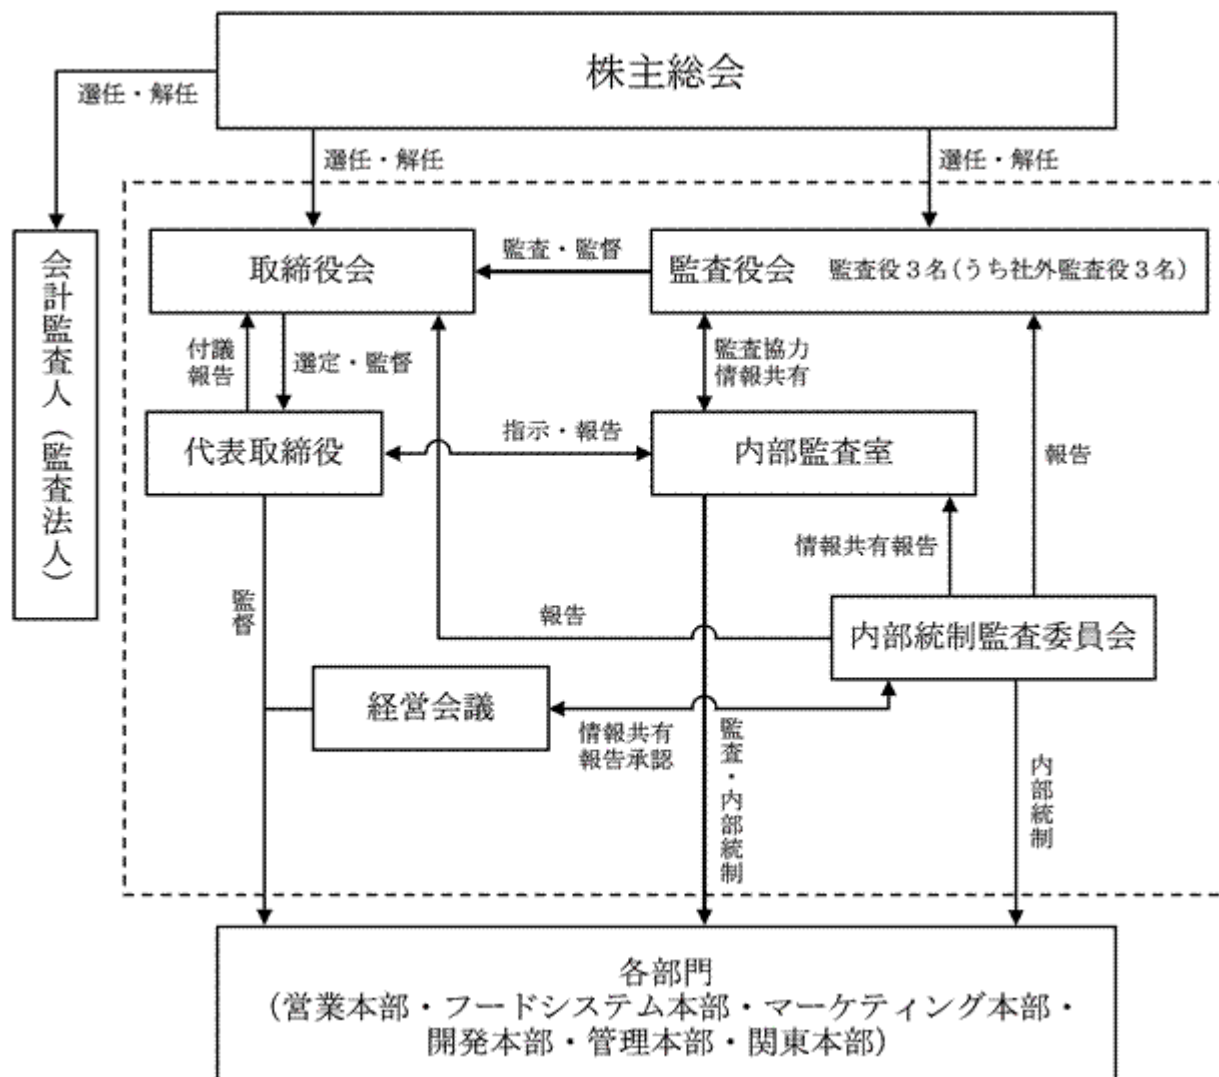 株主総会
選任・解任
選任・解任
選任・解任
会計監査人(監査法人)
取締役会
監査・監督
監査役会 監査役3名(うち社外監査役3名)
付議
報告
選定・監督
監査協力
情報共有
代表取締役
指示・報告
内部監査室
報告
情報共有報告
監督
報告
内部統制監査委員会
経営会議
情報共有
報告承認
監査・内部統制
内部統制
各部門
(営業本部・フードシステム本部・マーケティング本部・
開発本部・管理本部・関東本部)